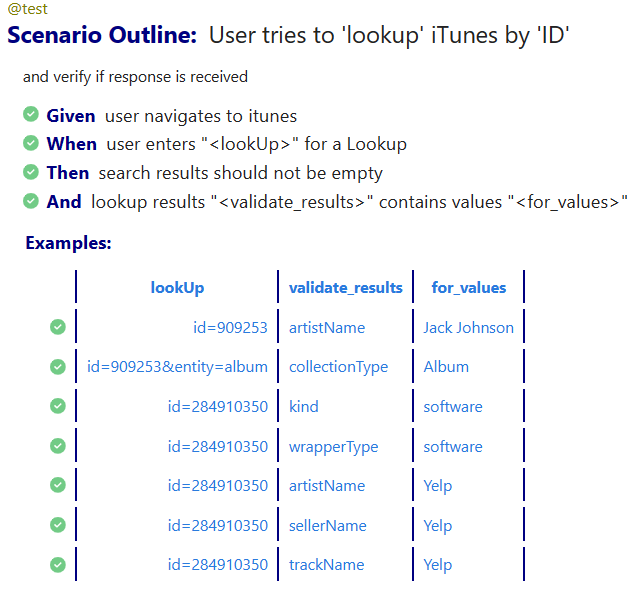 @test
Scenario Outline: User tries to 'lookup' iTunes by 'ID'
and verify if response is received
Given user navigates to itunes
When user enters "<lookUp>" for a Lookup
Then search results should not be empty
And lookup results "<validate_results>" contains values "<for_values>"
Examples:
lookUp validate_results for_values
id=909253 artistName Jack Johnson
id=909253&entity=album collectionType Album
id=284910350 kind software
id=284910350 wrapperType software
id=284910350 artistName Yelp
id=284910350 sellerName Yelp
id=284910350 trackName Yelp